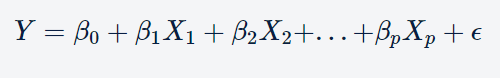 Y = β₀ + β₁X₁ + β₂X₂+...+βₚXₚ + ϵ